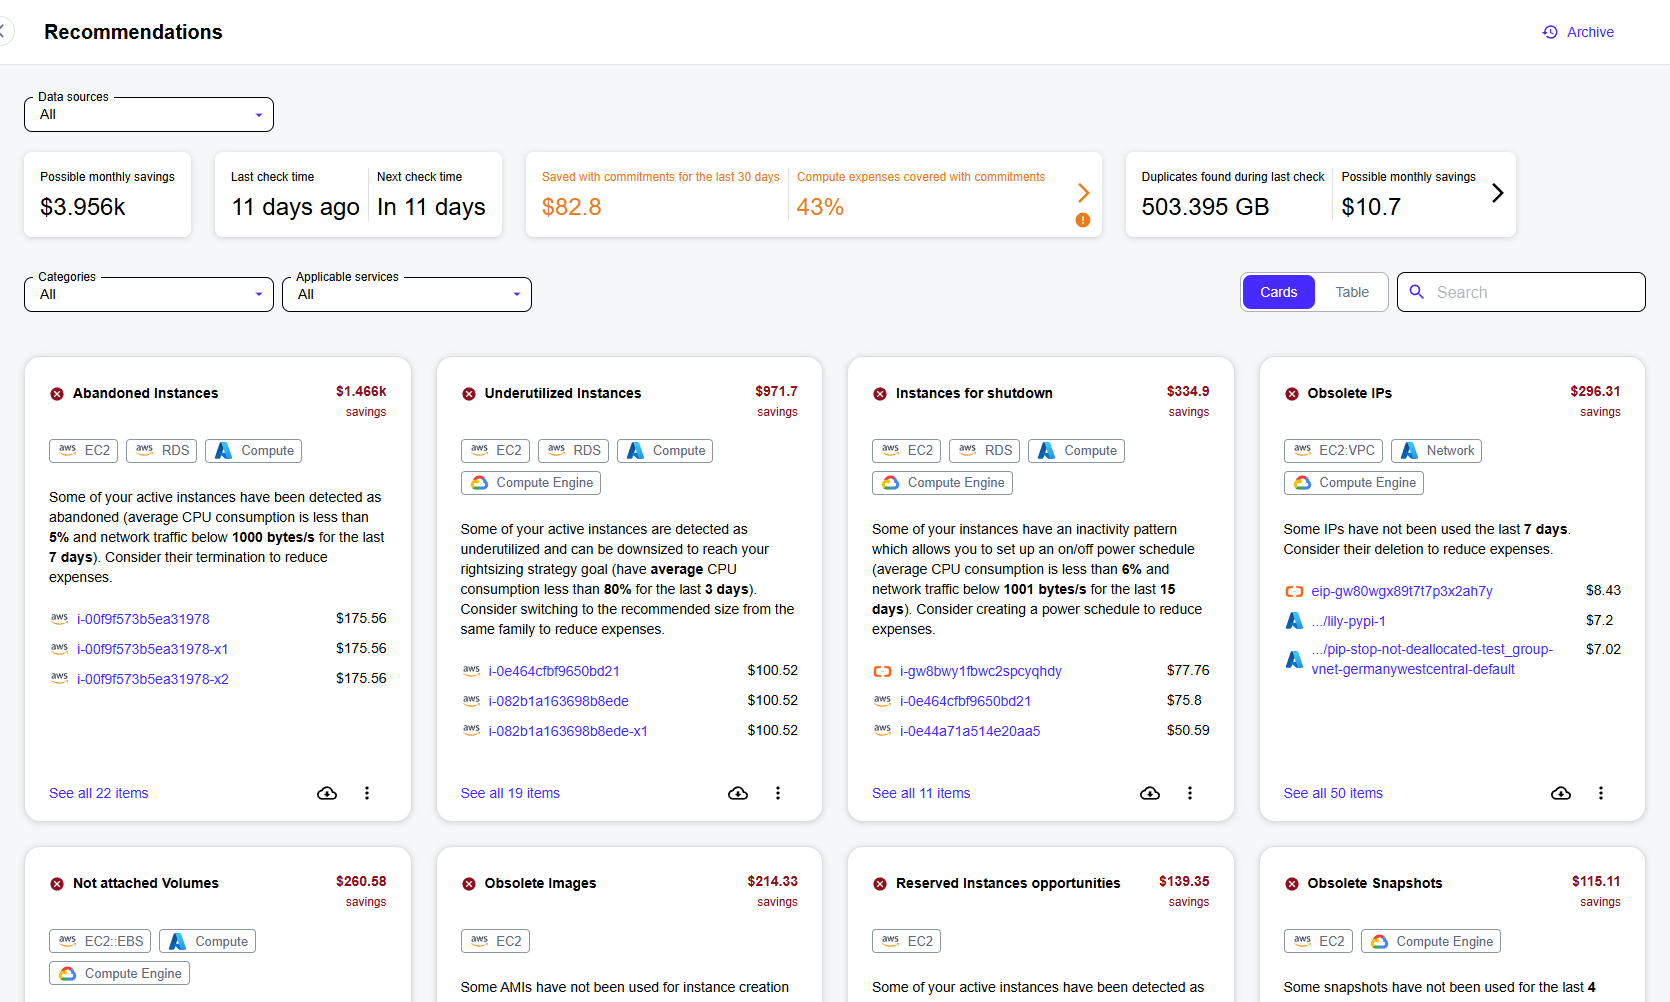 Recommendations
Archive
Data sources
All
Possible monthly savings
$3.956k
Last check time
11 days ago
Next check time
In 11 days
Saved with commitments for the last 30 days
$82.8
Compute expenses covered with commitments
43%
Duplicates found during last check
503.395 GB
Possible monthly savings
$10.7
Categories
All
Applicable services
All
Cards
Table
Search
Abandoned Instances
$1.466k
savings
aws EC2
aws RDS
Compute
Some of your active instances have been detected as
abandoned (average CPU consumption is less than
5% and network traffic below 1000 bytes/s for the last
7 days). Consider their termination to reduce
expenses.
aws i-00f9f573b5ea31978 $175.56
aws i-00f9f573b5ea31978-x1 $175.56
aws i-00f9f573b5ea31978-x2 $175.56
See all 22 items
Underutilized Instances
$971.7
savings
aws EC2
aws RDS
Compute
Compute Engine
Some of your active instances are detected as
underutilized and can be downsized to reach your
rightsizing strategy goal (have average CPU
consumption less than 80% for the last 3 days).
Consider switching to the recommended size from the
same family to reduce expenses.
aws i-0e464cfbf9650bd21 $100.52
aws i-082b1a163698b8ede $100.52
aws i-082b1a163698b8ede-x1 $100.52
See all 19 items
Instances for shutdown
$334.9
savings
aws EC2
aws RDS
Compute
Compute Engine
Some of your instances have an inactivity pattern
which allows you to set up an on/off power schedule
(average CPU consumption is less than 6% and
network traffic below 1001 bytes/s for the last 15
days). Consider creating a power schedule to reduce
expenses.
i-gw8bwy1fbwc2spcyqhdy $77.76
aws i-0e464cfbf9650bd21 $75.8
aws i-0e44a71a514e20aa5 $50.59
See all 11 items
Obsolete IPs
$296.31
savings
aws EC2:VPC
Network
Compute Engine
Some IPs have not been used the last 7 days.
Consider their deletion to reduce expenses.
eip-gw80wgx89t7t7p3x2ah7y $8.43
.../lily-pypi-1 $7.2
.../pip-stop-not-deallocated-test_group- $7.02
vnet-germanywestcentral-default
See all 50 items
Not attached Volumes
$260.58
savings
aws EC2::EBS
Compute
Compute Engine
Obsolete Images
$214.33
savings
aws EC2
Some AMIs have not been used for instance creation
Reserved Instances opportunities
$139.35
savings
aws EC2
Some of your active instances have been detected as
Obsolete Snapshots
$115.11
savings
aws EC2
Compute Engine
Some snapshots have not been used for the last 4